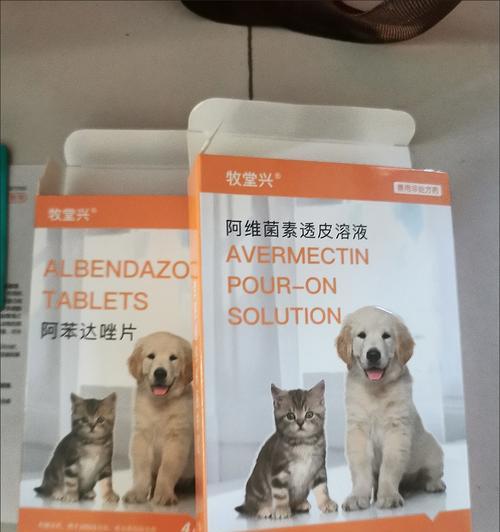 牧堂兴®
兽用非处方药
阿维菌素透皮溶液
AVERMECTIN
POUR-ON
SOLUTION
牧堂兴®
ALBENDAZO
TABLETS
阿苯达唑片